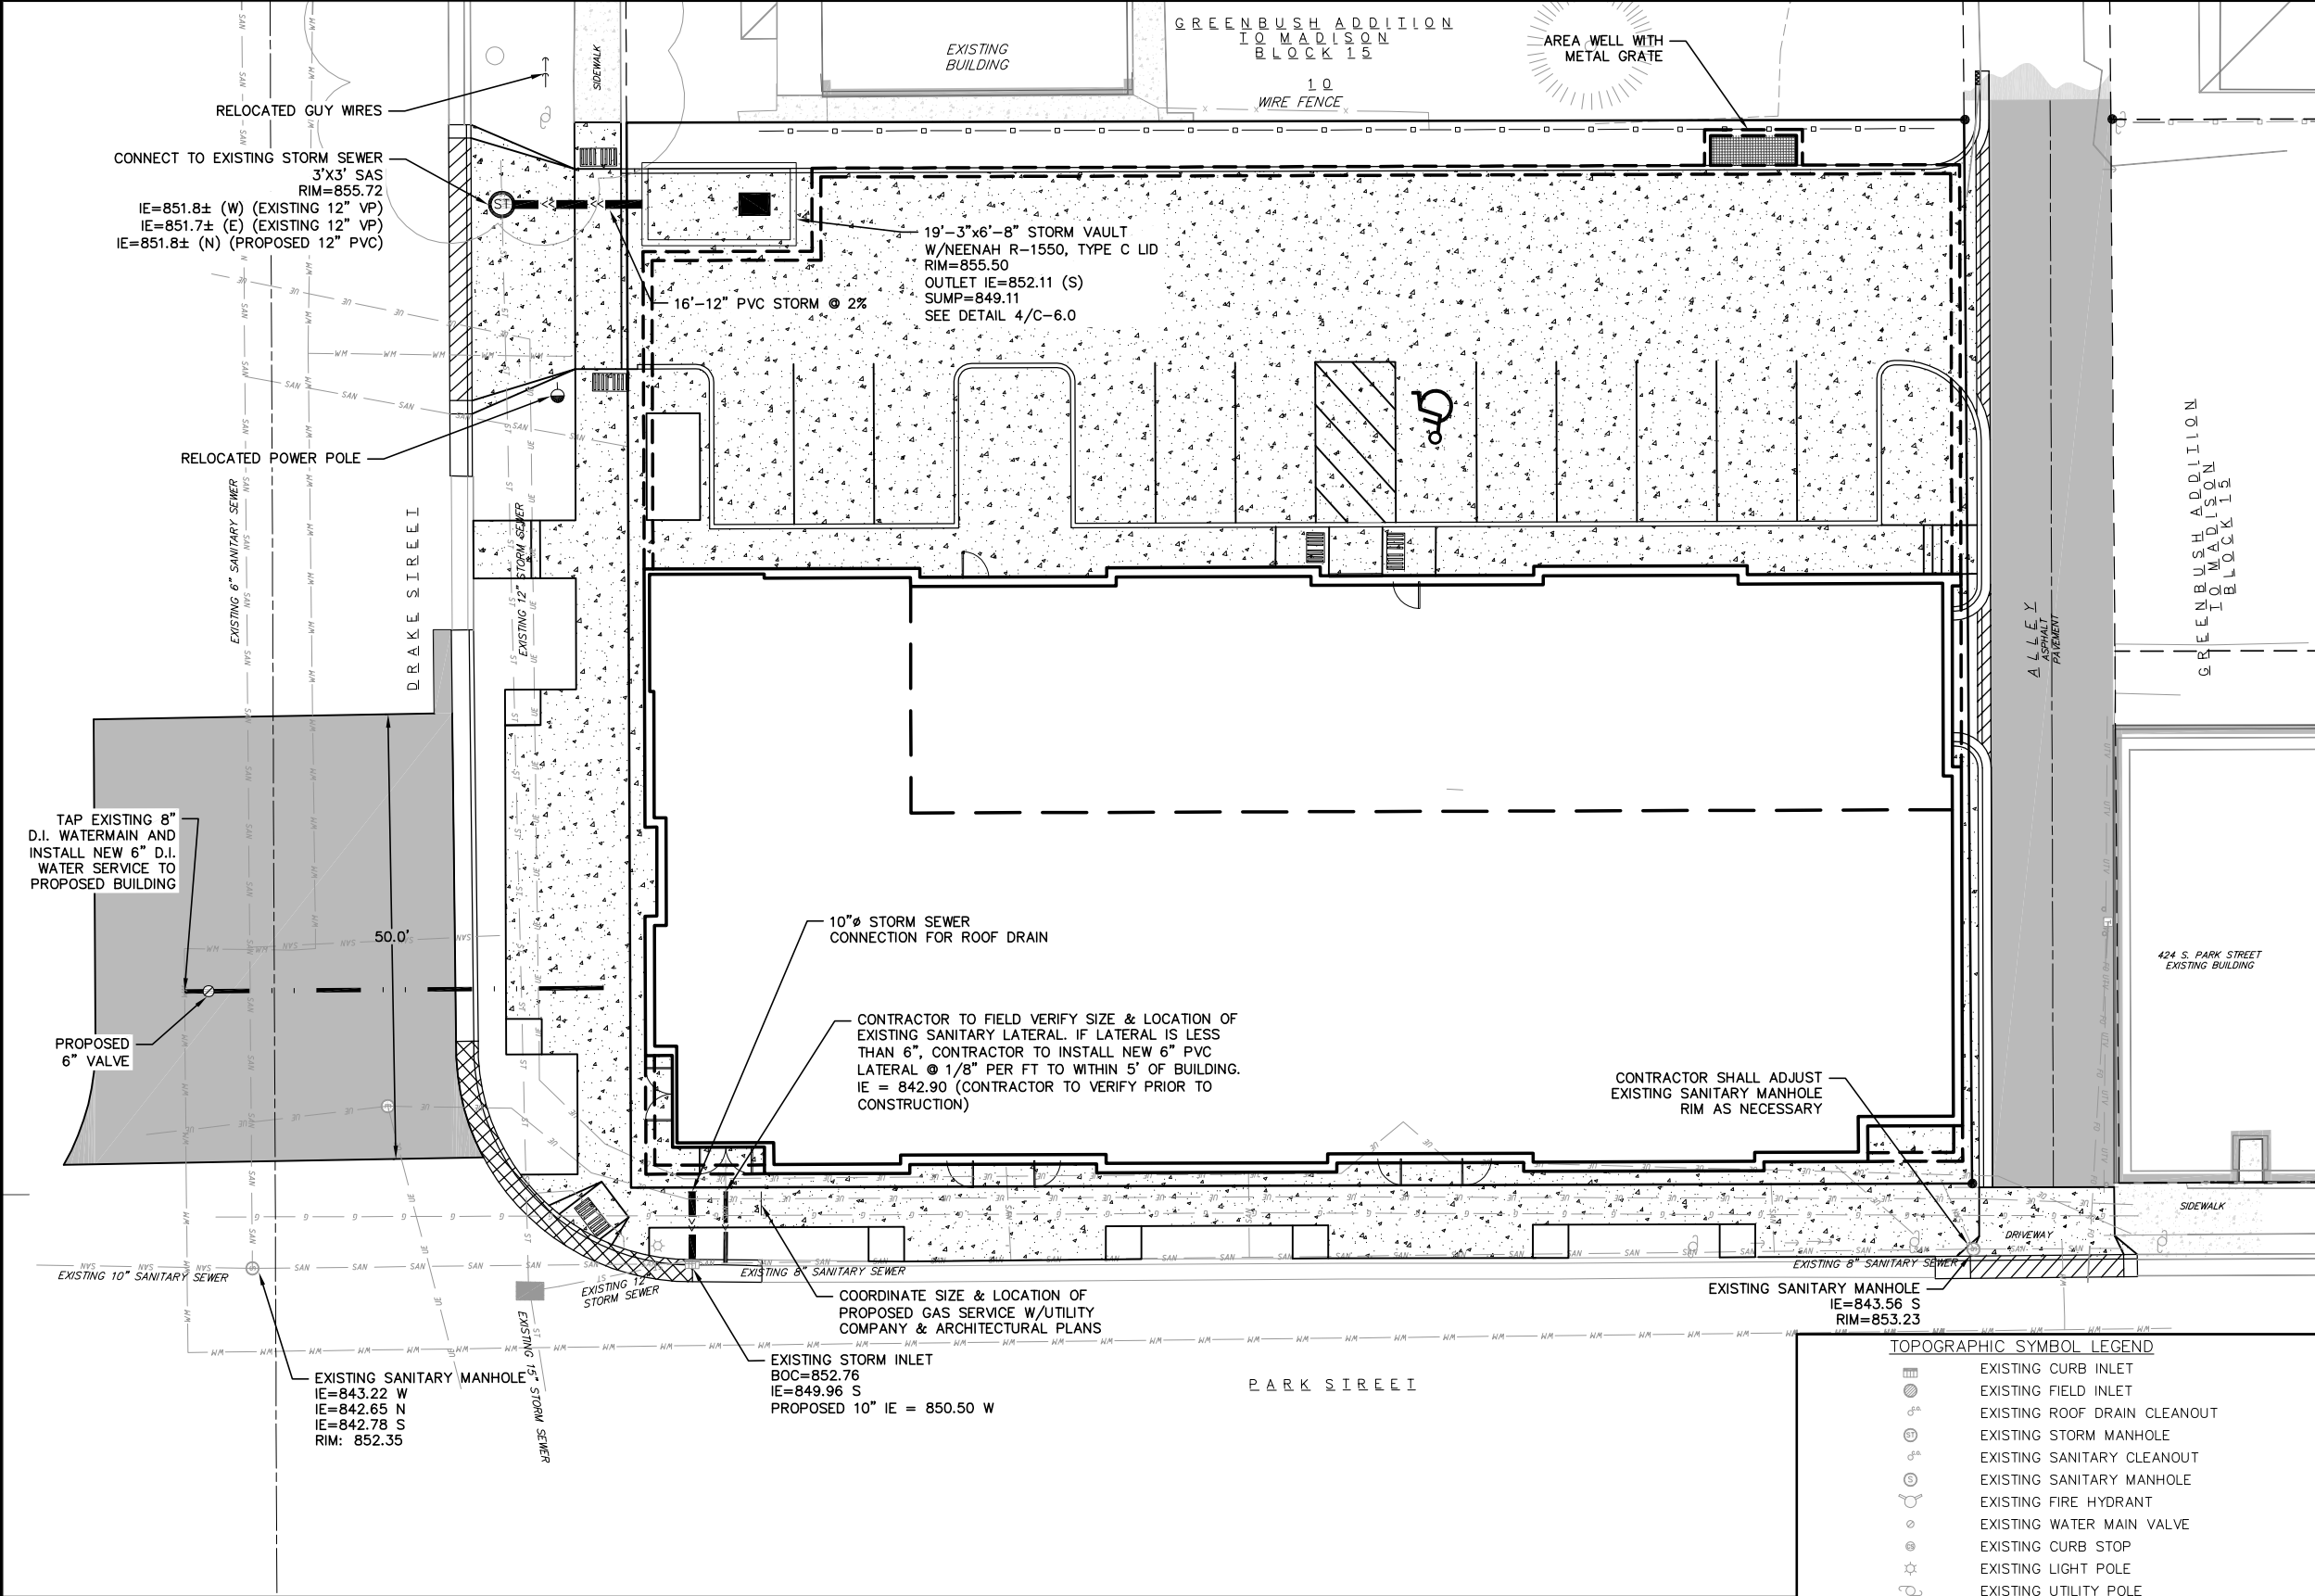 GREENBUSH ADDITION
TO MADISON
BLOCK 15
10
WIRE FENCE
EXISTING
BUILDING
SIDEWALK
AREA WELL WITH
METAL GRATE
RELOCATED GUY WIRES
CONNECT TO EXISTING STORM SEWER
3'X3' SAS
RIM=855.72
IE=851.8± (W) (EXISTING 12" VP)
IE=851.7± (E) (EXISTING 12" VP)
IE=851.8± (N) (PROPOSED 12" PVC)
ST
19'-3"x6'-8" STORM VAULT
W/NEENAH R-1550, TYPE C LID
RIM=855.50
OUTLET IE=852.11 (S)
SUMP=849.11
SEE DETAIL 4/C-6.0
16'-12" PVC STORM @ 2%
RELOCATED POWER POLE
EXISTING 6" SANITARY SEWER
DRAKE STREET
EXISTING 12" STORM SEWER
ALLEY
ASPHALT
PAVEMENT
GREENBUSH ADDITION
TO MADISON
BLOCK 15
TAP EXISTING 8"
D.I. WATERMAIN AND
INSTALL NEW 6" D.I.
WATER SERVICE TO
PROPOSED BUILDING
50.0'
PROPOSED
6" VALVE
10"ø STORM SEWER
CONNECTION FOR ROOF DRAIN
CONTRACTOR TO FIELD VERIFY SIZE & LOCATION OF
EXISTING SANITARY LATERAL. IF LATERAL IS LESS
THAN 6", CONTRACTOR TO INSTALL NEW 6" PVC
LATERAL @ 1/8" PER FT TO WITHIN 5' OF BUILDING.
IE = 842.90 (CONTRACTOR TO VERIFY PRIOR TO
CONSTRUCTION)
CONTRACTOR SHALL ADJUST
EXISTING SANITARY MANHOLE
RIM AS NECESSARY
424 S. PARK STREET
EXISTING BUILDING
SIDEWALK
DRIVEWAY
EXISTING 10" SANITARY SEWER
EXISTING 12"
STORM SEWER
EXISTING 8" SANITARY SEWER
EXISTING 8" SANITARY SEWER
EXISTING 15" STORM SEWER
COORDINATE SIZE & LOCATION OF
PROPOSED GAS SERVICE W/UTILITY
COMPANY & ARCHITECTURAL PLANS
EXISTING SANITARY MANHOLE
IE=843.56 S
RIM=853.23
EXISTING STORM INLET
BOC=852.76
IE=849.96 S
PROPOSED 10" IE = 850.50 W
EXISTING SANITARY MANHOLE
IE=843.22 W
IE=842.65 N
IE=842.78 S
RIM: 852.35
PARK STREET
TOPOGRAPHIC SYMBOL LEGEND
EXISTING CURB INLET
EXISTING FIELD INLET
EXISTING ROOF DRAIN CLEANOUT
EXISTING STORM MANHOLE
EXISTING SANITARY CLEANOUT
EXISTING SANITARY MANHOLE
EXISTING FIRE HYDRANT
EXISTING WATER MAIN VALVE
EXISTING CURB STOP
EXISTING LIGHT POLE
EXISTING UTILITY POLE